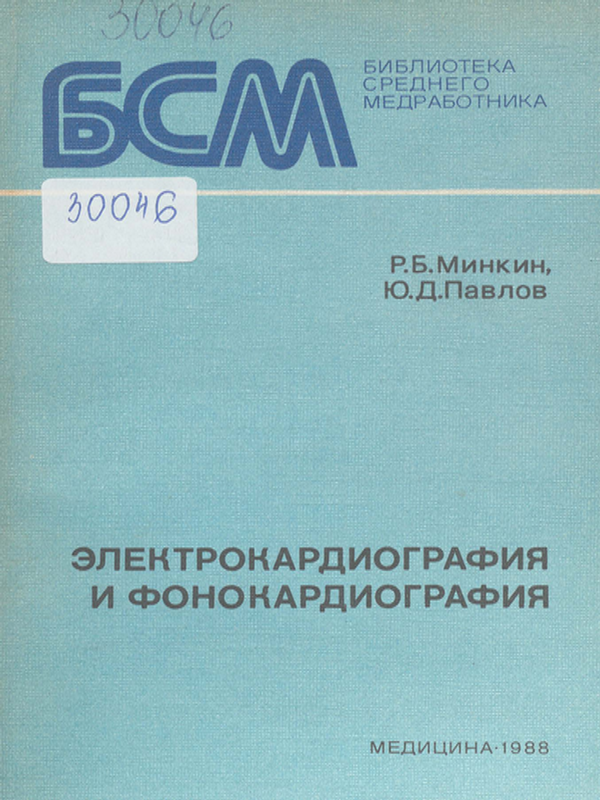 30046
БСМ
БИБЛИОТЕКА
СРЕДНЕГО
МЕДРАБОТНИКА
30046
Р.Б.Минкин,
Ю.Д.Павлов
ЭЛЕКТРОКАРДИОГРАФИЯ
И ФОНОКАРДИОГРАФИЯ
МЕДИЦИНА·1988